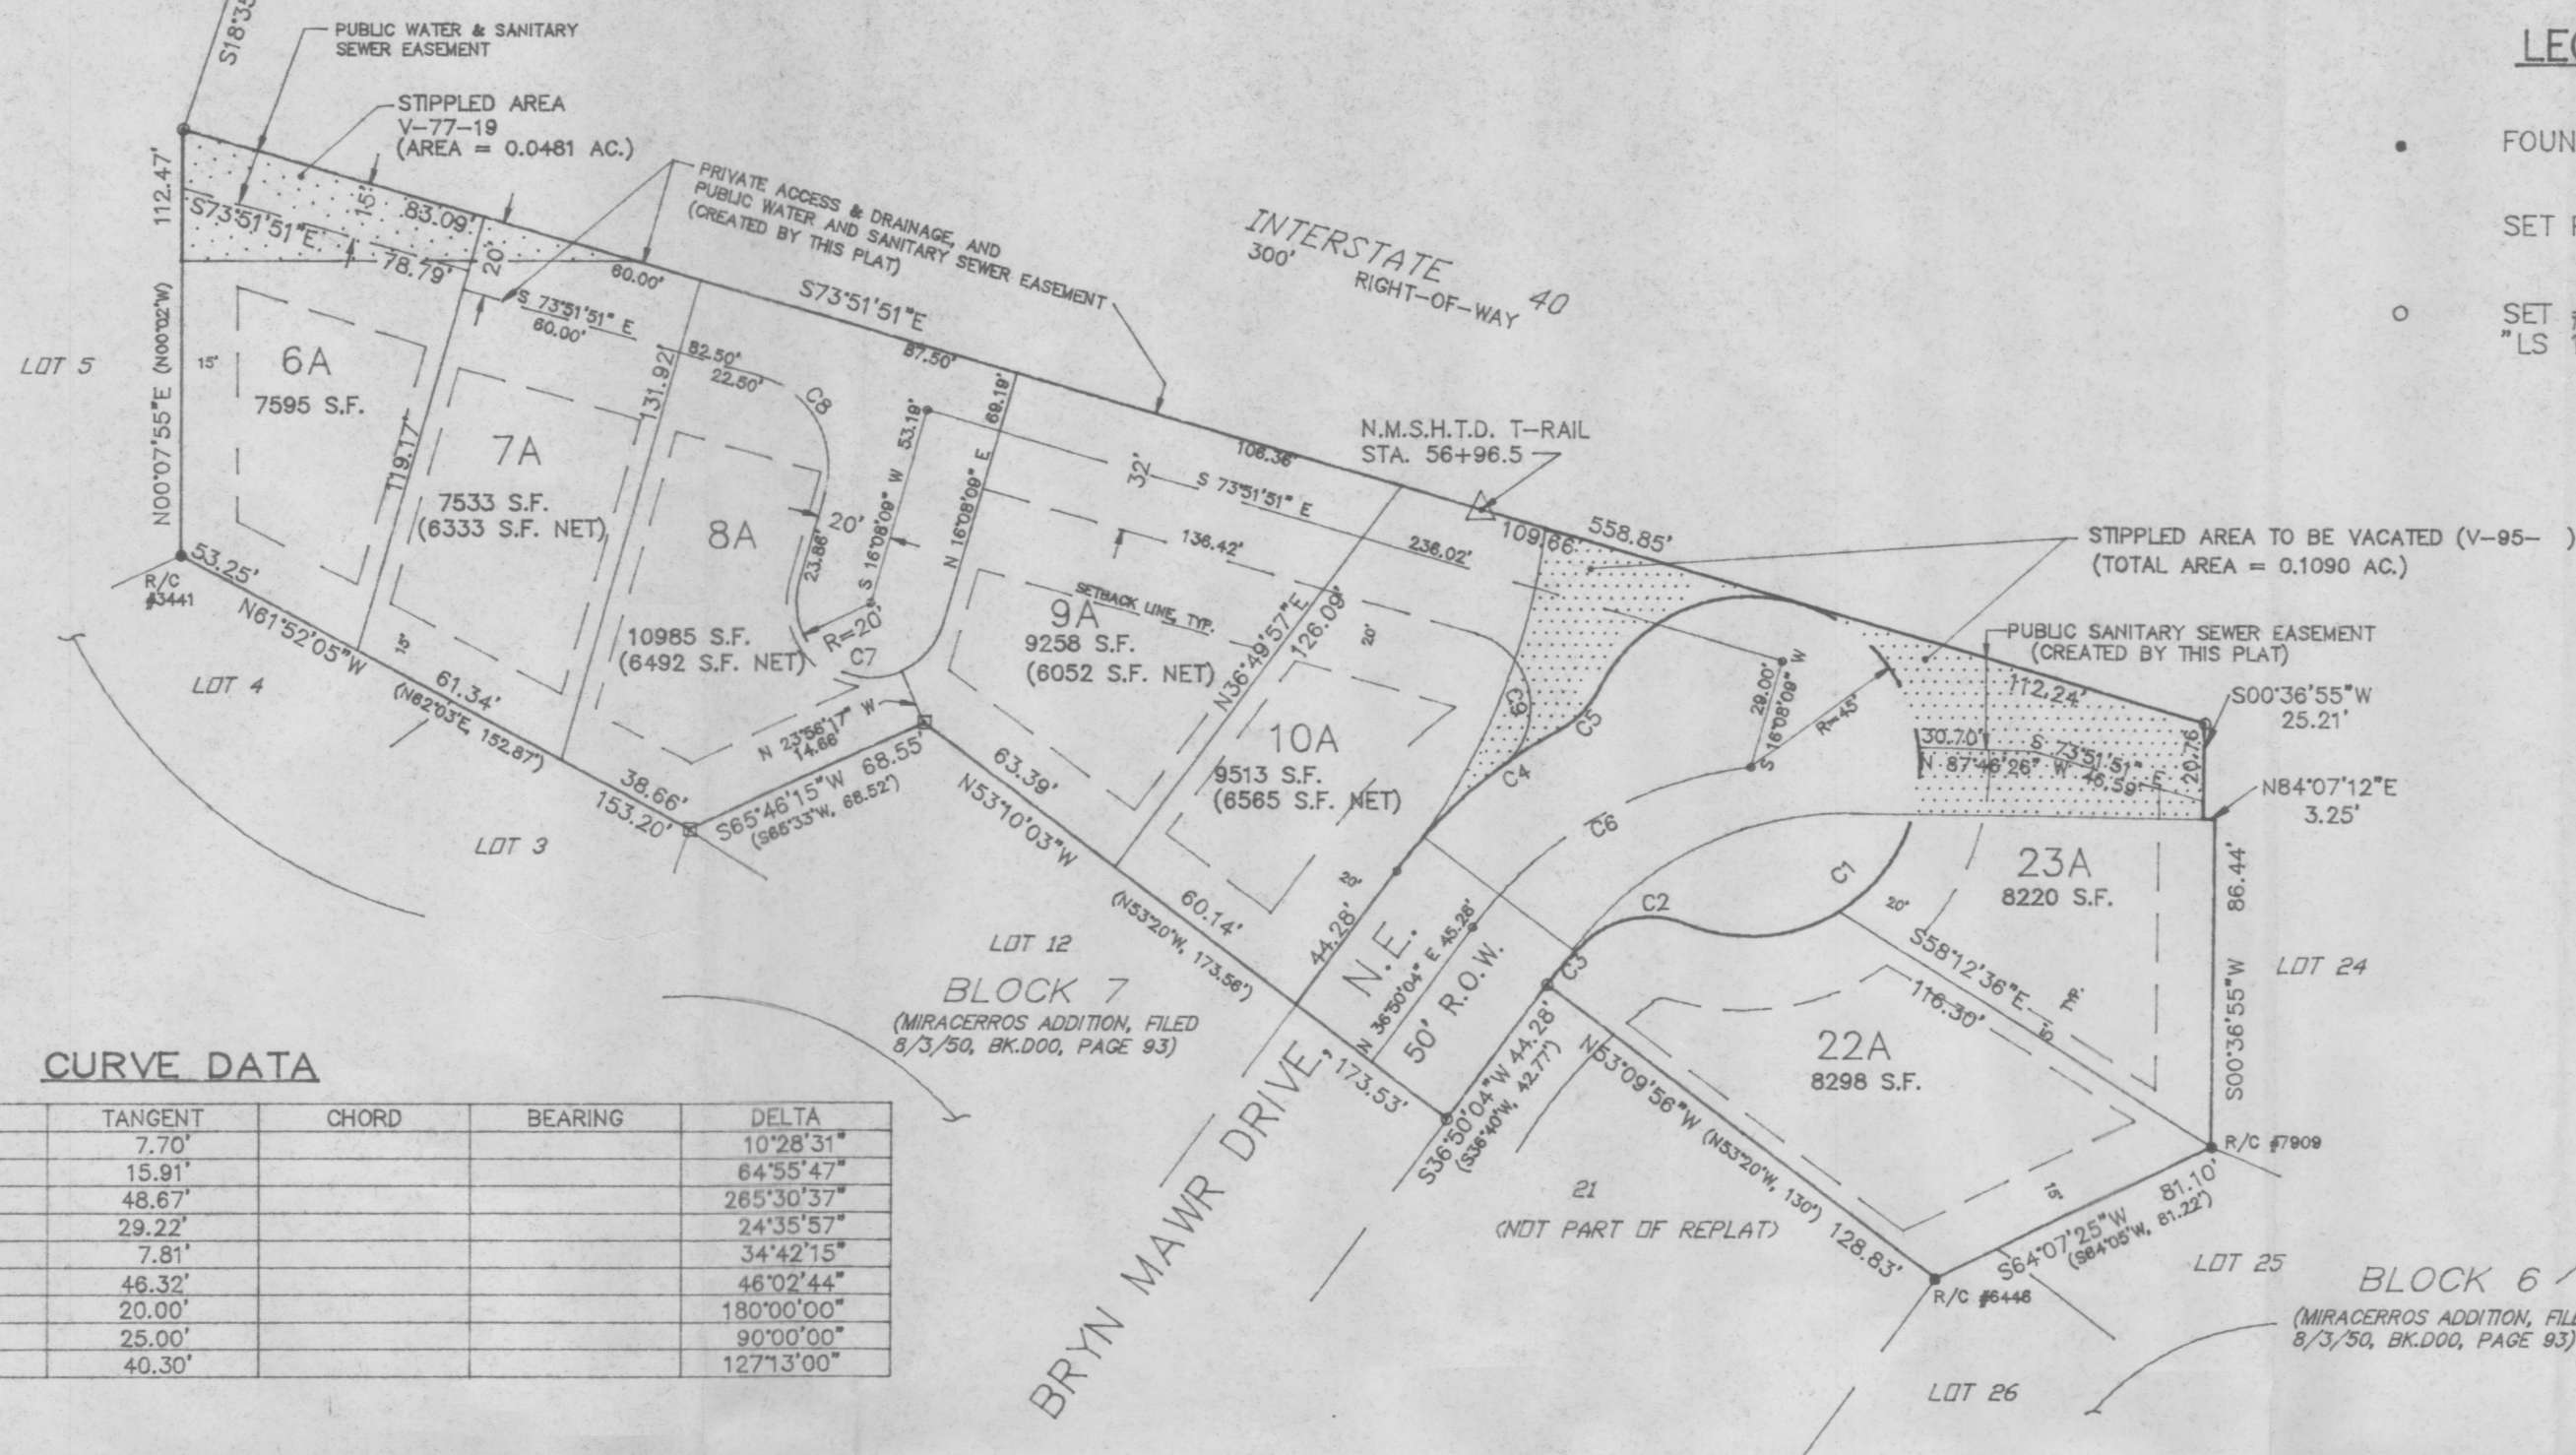 S18°35
PUBLIC WATER & SANITARY
SEWER EASEMENT
STIPPLED AREA
V-77-19
(AREA = 0.0481 AC.)
PRIVATE ACCESS & DRAINAGE, AND
PUBLIC WATER AND SANITARY SEWER EASEMENT
(CREATED BY THIS PLAT)
INTERSTATE 40
300' RIGHT-OF-WAY
112.47'
N00°07'55"E (N00°02'W)
S73°51'51"E
15'
83.09'
78.79'
20'
60.00'
S 73°51'51" E
60.00'
S73°51'51"E
82.50'
22.50'
87.50'
C8
LOT 5
15'
6A
7595 S.F.
119.17'
7A
7533 S.F.
(6333 S.F. NET)
131.92'
8A
10985 S.F.
(6492 S.F. NET)
20'
23.86'
S 16°08'09" W 53.19'
N 16°08'09" E 69.19'
R=20'
C7
106.36'
32'
S 73°51'51" E
136.42'
236.02'
SETBACK LINE, TYP.
9A
9258 S.F.
(6052 S.F. NET)
N.M.S.H.T.D. T-RAIL
STA. 56+96.5
109.66'
558.85'
N36°49'57"E
126.09'
20'
10A
9513 S.F.
(6565 S.F. NET)
C9
C5
C4
STIPPLED AREA TO BE VACATED (V-95- )
(TOTAL AREA = 0.1090 AC.)
PUBLIC SANITARY SEWER EASEMENT
(CREATED BY THIS PLAT)
112.24'
S00°36'55"W
25.21'
29.00'
S 16°08'09" W
R=45'
30.70'
S 73°51'51" E
N 87°46'26" W 46.59'
20.76
N84°07'12"E
3.25'
R/C
#3441
53.25'
N61°52'05"W
15'
61.34'
(N62°03'E, 152.87')
LOT 4
38.66'
153.20'
LOT 3
N 23°56'17" W
14.66'
S65°46'15"W 68.55'
(S65°33'W, 68.52')
63.39'
N53°10'03"W
60.14'
(N53°20'W, 173.56')
173.53'
LOT 12
BLOCK 7
(MIRACERROS ADDITION, FILED
8/3/50, BK.D00, PAGE 93)
20'
44.28'
N 36°50'04" E 45.28'
BRYN MAWR DRIVE, N.E.
50' R.O.W.
C6
C3
C2
C1
20'
23A
8220 S.F.
86.44'
S00°36'55"W
LOT 24
S58°12'36"E
116.30'
15'
TYP.
22A
8298 S.F.
S36°50'04"W 44.28'
(S36°40'W, 42.77')
N53°09'56"W (N53°20'W, 130') 128.83'
21
(NOT PART OF REPLAT)
R/C #7909
15'
81.10'
S64°07'25"W
(S64°05'W, 81.22')
R/C #6446
LOT 25
LOT 26
BLOCK 6
(MIRACERROS ADDITION, FIL
8/3/50, BK.D00, PAGE 93)
LE
FOUN
SET
SET
"LS
CURVE DATA
TANGENT CHORD BEARING DELTA
7.70' 10°28'31"
15.91' 64°55'47"
48.67' 265°30'37"
29.22' 24°35'57"
7.81' 34°42'15"
46.32' 46°02'44"
20.00' 180°00'00"
25.00' 90°00'00"
40.30' 127°13'00"